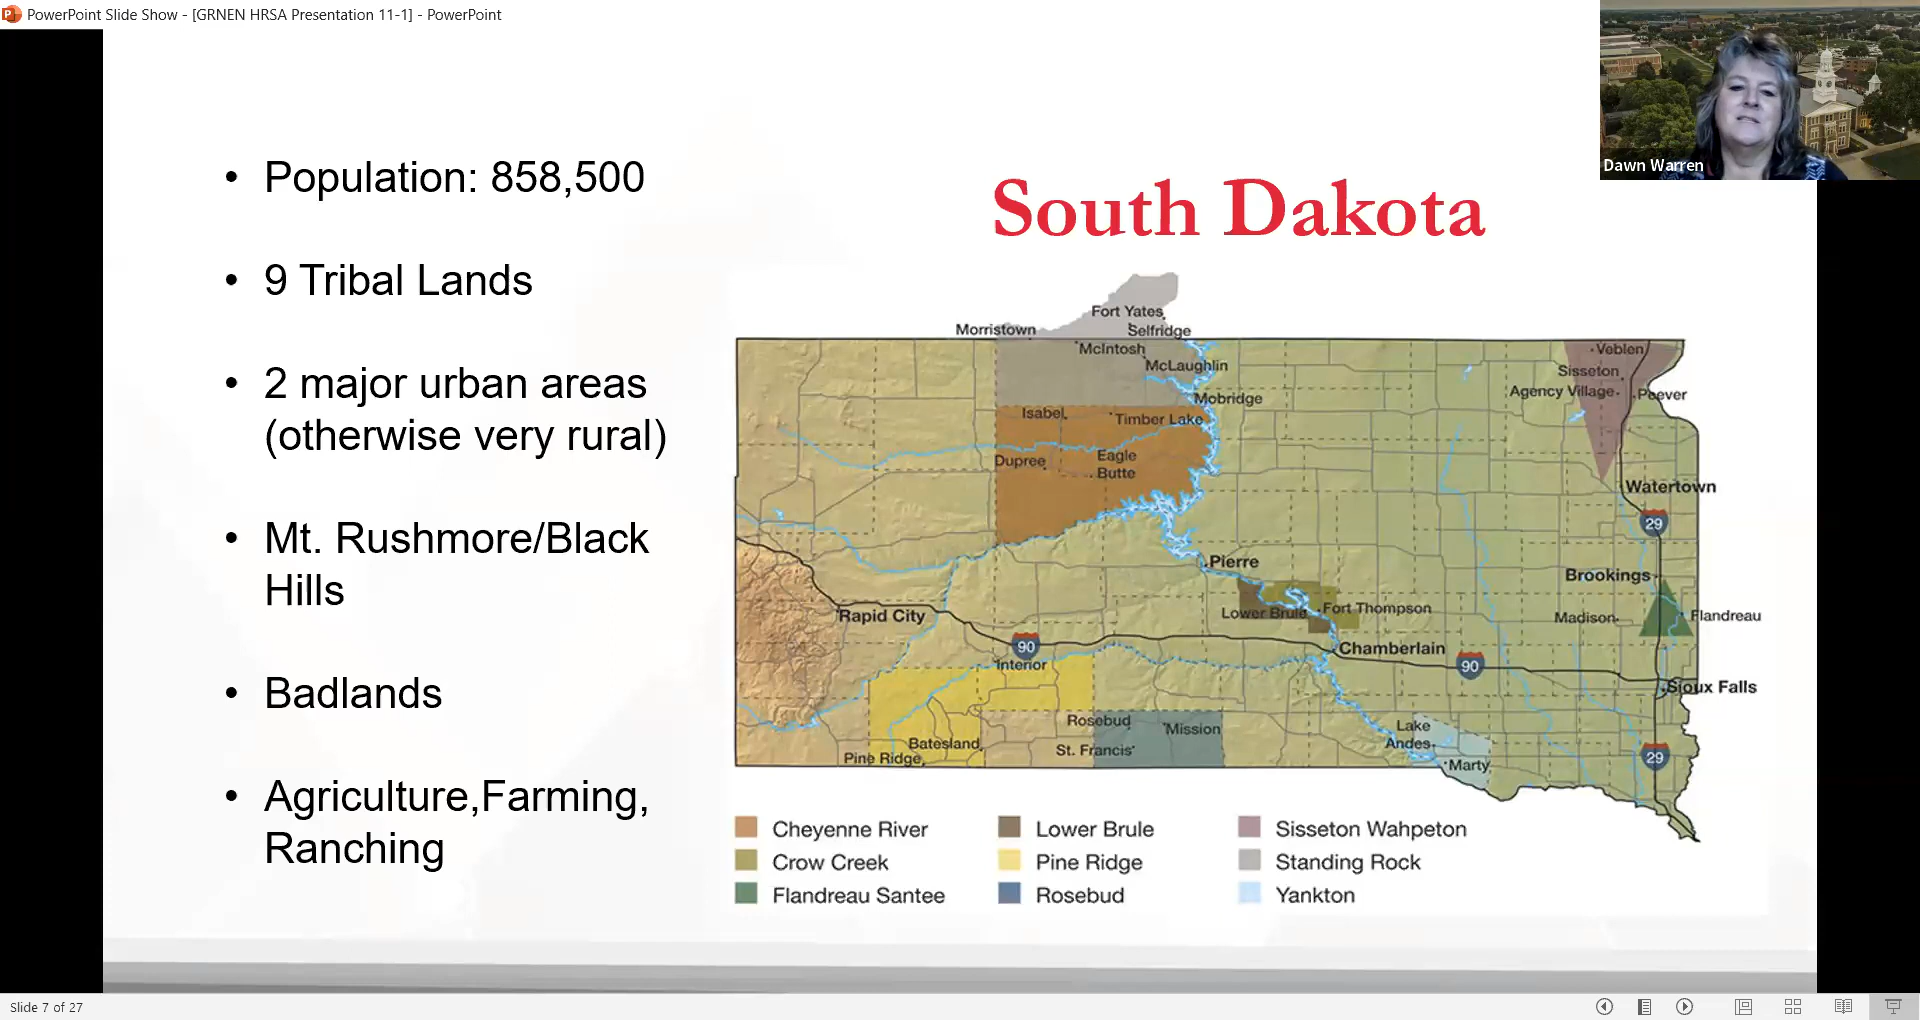 PowerPoint Slide Show - [GRNEN HRSA Presentation 11-1] - PowerPoint
Dawn Warren
• Population: 858,500
• 9 Tribal Lands
• 2 major urban areas
(otherwise very rural)
• Mt. Rushmore/Black
Hills
• Badlands
• Agriculture,Farming,
Ranching
South Dakota
Fort Yates
Morristown
Selfridge
McIntosh
McLaughlin
Mobridge
Isabel
Timber Lake
Dupree
Eagle
Butte
Veblen
Sisseton
Agency Village
Peever
Watertown
29
Pierre
Brookings
Lower Brule
Fort Thompson
Madison
Flandreau
Rapid City
90
Interior
Chamberlain
90
Sioux Falls
Rosebud
Mission
St. Francis
Batesland
Pine Ridge
Lake
Andes
Marty
29
Cheyenne River
Crow Creek
Flandreau Santee
Lower Brule
Pine Ridge
Rosebud
Sisseton Wahpeton
Standing Rock
Yankton
Slide 7 of 27